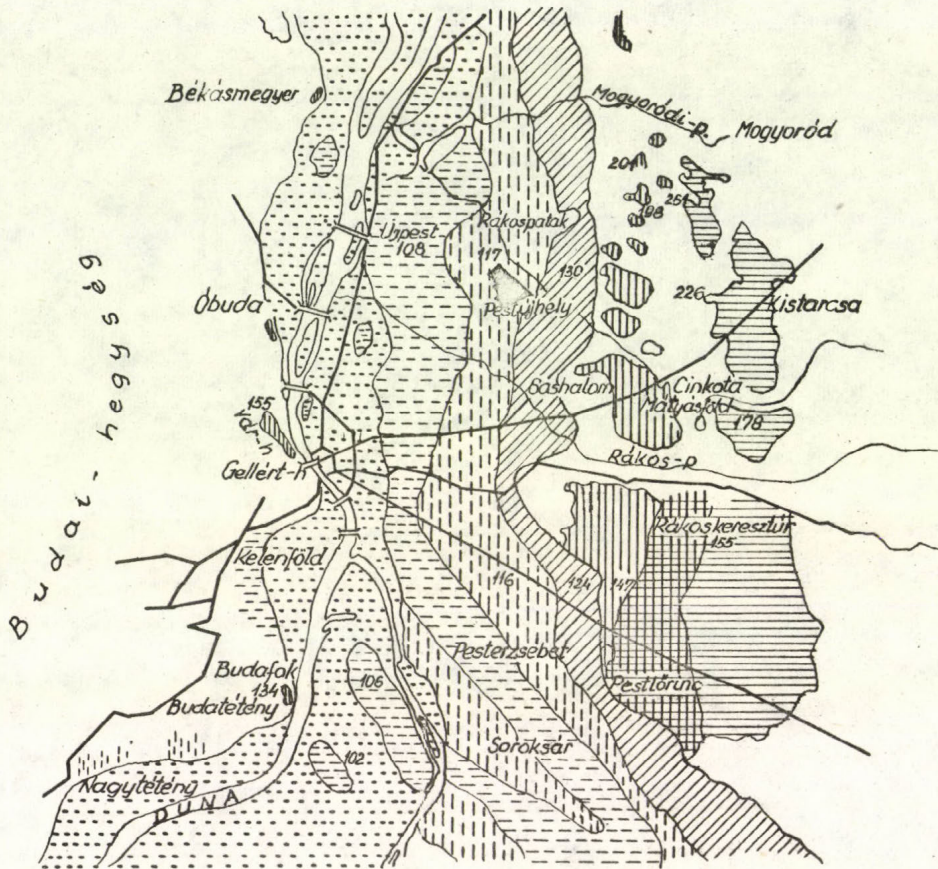 Békásmegyer
Mogyoródi-p.
Mogyoród
204
251
198
Újpest
108
Rákospatak
117
130
Pestújhely
226
Kistarcsa
Óbuda
Budai-hegység
Sashalom
Cinkota
Mátyásföld
178
155
Vár-h
Gellért-h
Rákos-p
Rákoskeresztúr
155
Kelenföld
116
124
147
Pesterzsébet
Budafok
134
Budatétény
106
Pestlőrinc
Soroksár
102
Nagytétény
DUNA